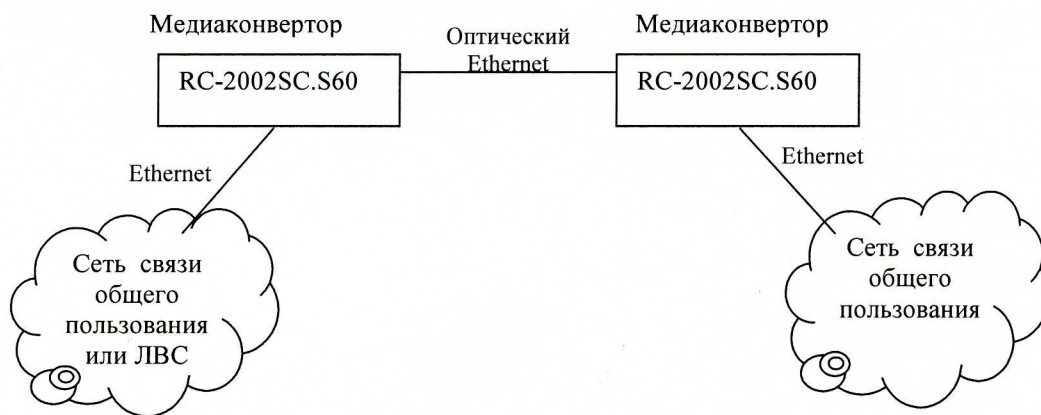 Медиаконвертор
Оптический
Ethernet
Медиаконвертор
RC-2002SC.S60
RC-2002SC.S60
Ethernet
Ethernet
Сеть связи
общего
пользования
или ЛВС
Сеть связи
общего
пользования